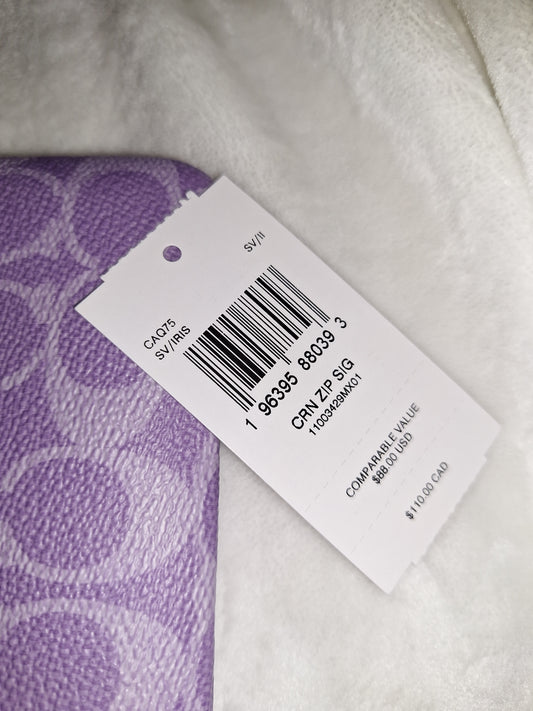 SV/II
CAQ75
SV/IRIS
1 96395 88039 3
CRN ZIP SIG
11003429MX01
COMPARABLE VALUE
$88.00 USD
$110.00 CAD